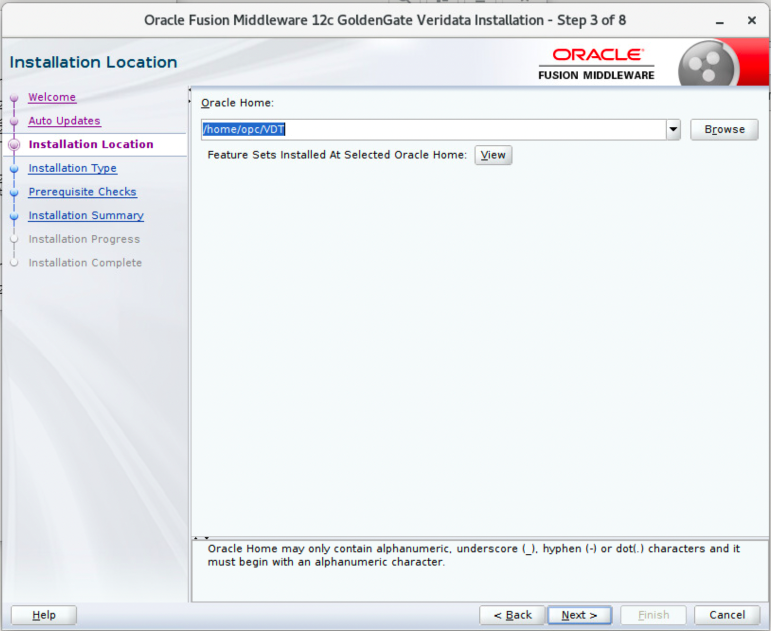 Oracle Fusion Middleware 12c GoldenGate Veridata Installation - Step 3 of 8
Installation Location
ORACLE
FUSION MIDDLEWARE
Welcome
Auto Updates
Installation Location
Installation Type
Prerequisite Checks
Installation Summary
Installation Progress
Installation Complete
Oracle Home:
/home/opc/VDT
Browse
Feature Sets Installed At Selected Oracle Home:
View
Oracle Home may only contain alphanumeric, underscore (_), hyphen (-) or dot(.) characters and it
must begin with an alphanumeric character.
Help
< Back
Next >
Finish
Cancel